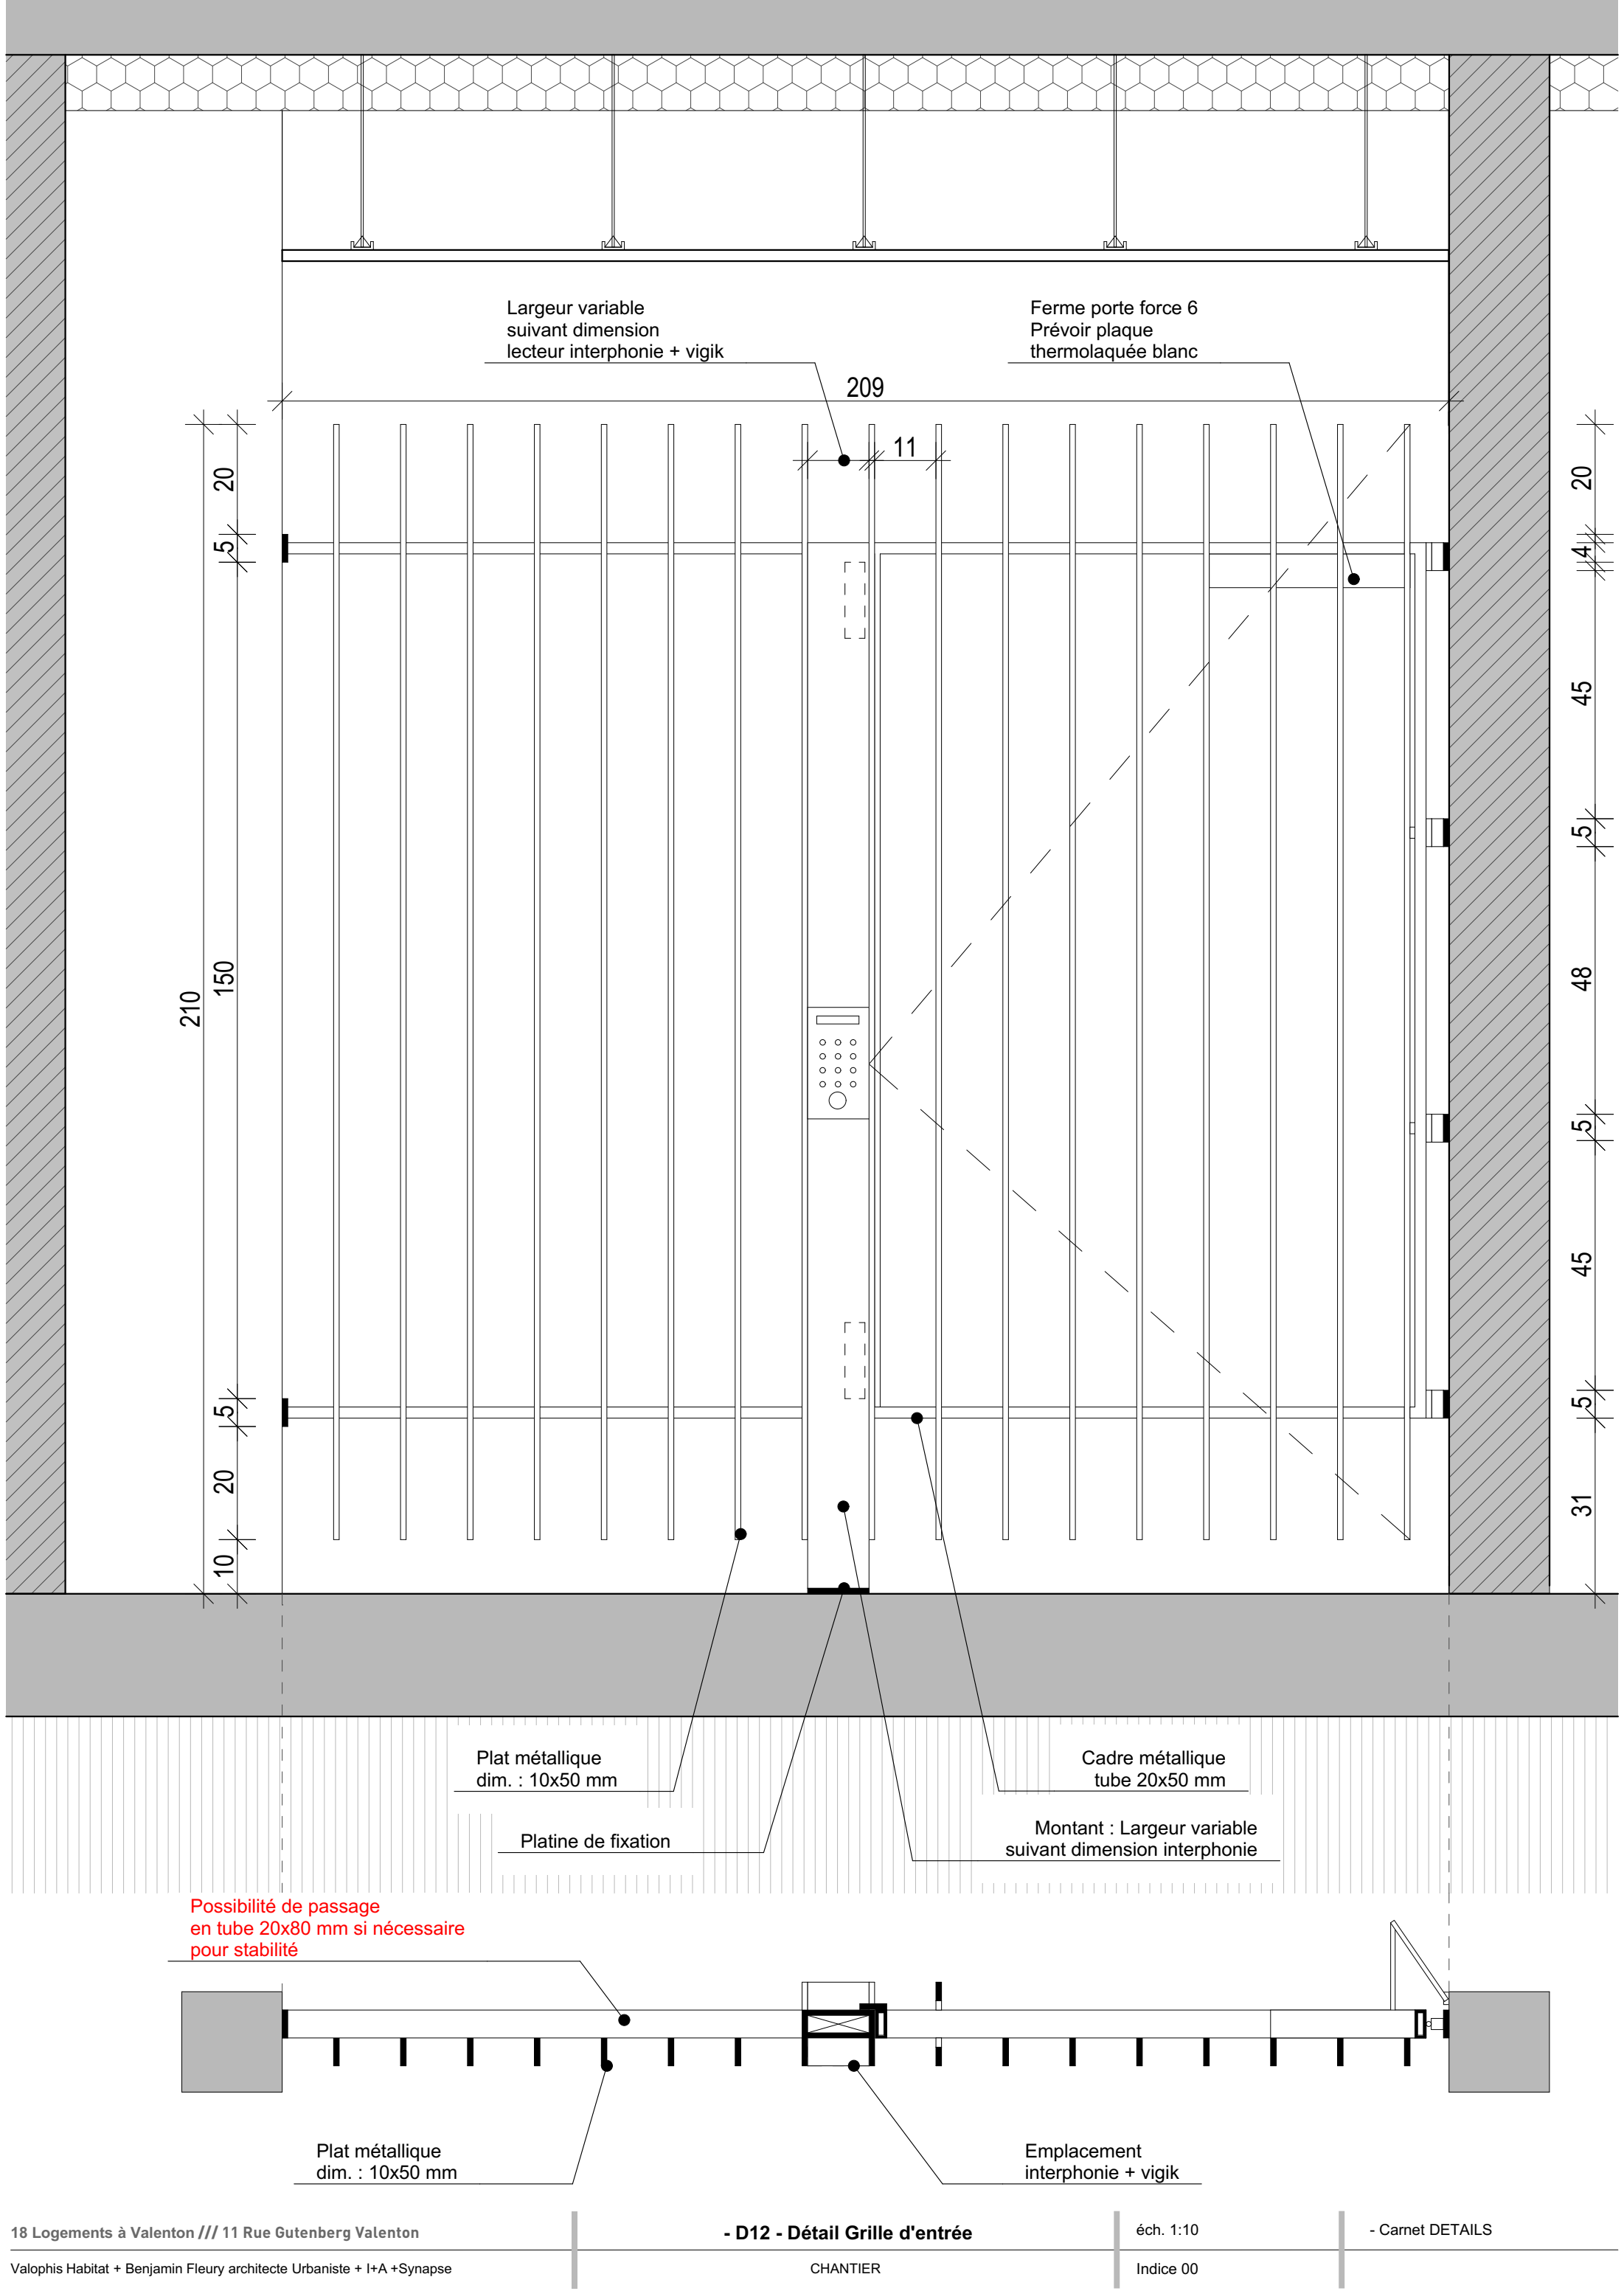 Largeur variable
suivant dimension
lecteur interphonie + vigik
Ferme porte force 6
Prévoir plaque
thermolaquée blanc
209
11
210
20
5
150
5
20
10
20
4
45
5
48
5
45
5
31
Plat métallique
dim. : 10x50 mm
Cadre métallique
tube 20x50 mm
Platine de fixation
Montant : Largeur variable
suivant dimension interphonie
Possibilité de passage
en tube 20x80 mm si nécessaire
pour stabilité
Plat métallique
dim. : 10x50 mm
Emplacement
interphonie + vigik
18 Logements à Valenton /// 11 Rue Gutenberg Valenton
- D12 - Détail Grille d'entrée
éch. 1:10
- Carnet DETAILS
Valophis Habitat + Benjamin Fleury architecte Urbaniste + I+A +Synapse
CHANTIER
Indice 00